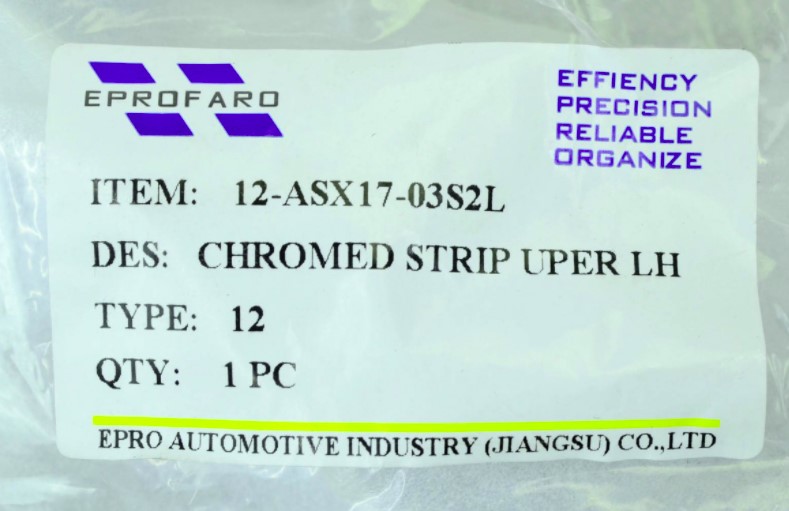 EPROFARO
EFFIENCY
PRECISION
RELIABLE
ORGANIZE
ITEM: 12-ASX17-03S2L
DES: CHROMED STRIP UPER LH
TYPE: 12
QTY: 1 PC
EPRO AUTOMOTIVE INDUSTRY (JIANGSU) CO.,LTD